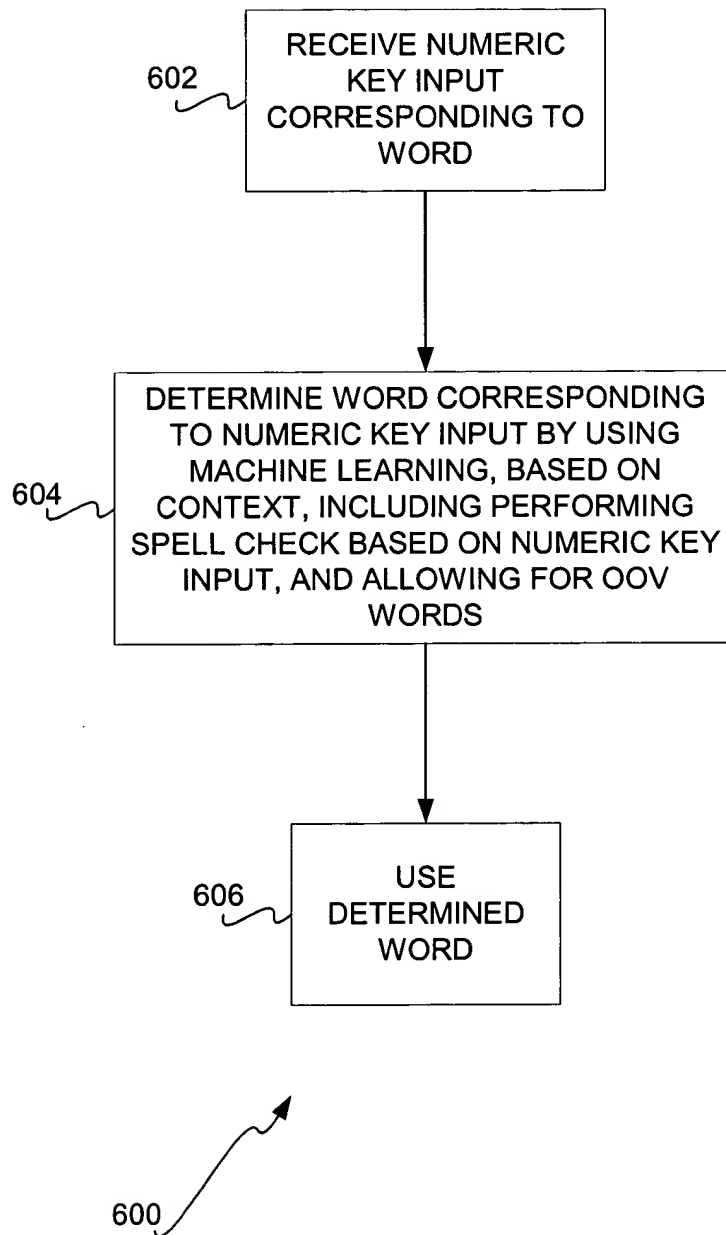 RECEIVE NUMERIC
KEY INPUT
CORRESPONDING TO
WORD
602
DETERMINE WORD CORRESPONDING
TO NUMERIC KEY INPUT BY USING
MACHINE LEARNING, BASED ON
CONTEXT, INCLUDING PERFORMING
SPELL CHECK BASED ON NUMERIC KEY
INPUT, AND ALLOWING FOR OOV
WORDS
604
USE
DETERMINED
WORD
606
600